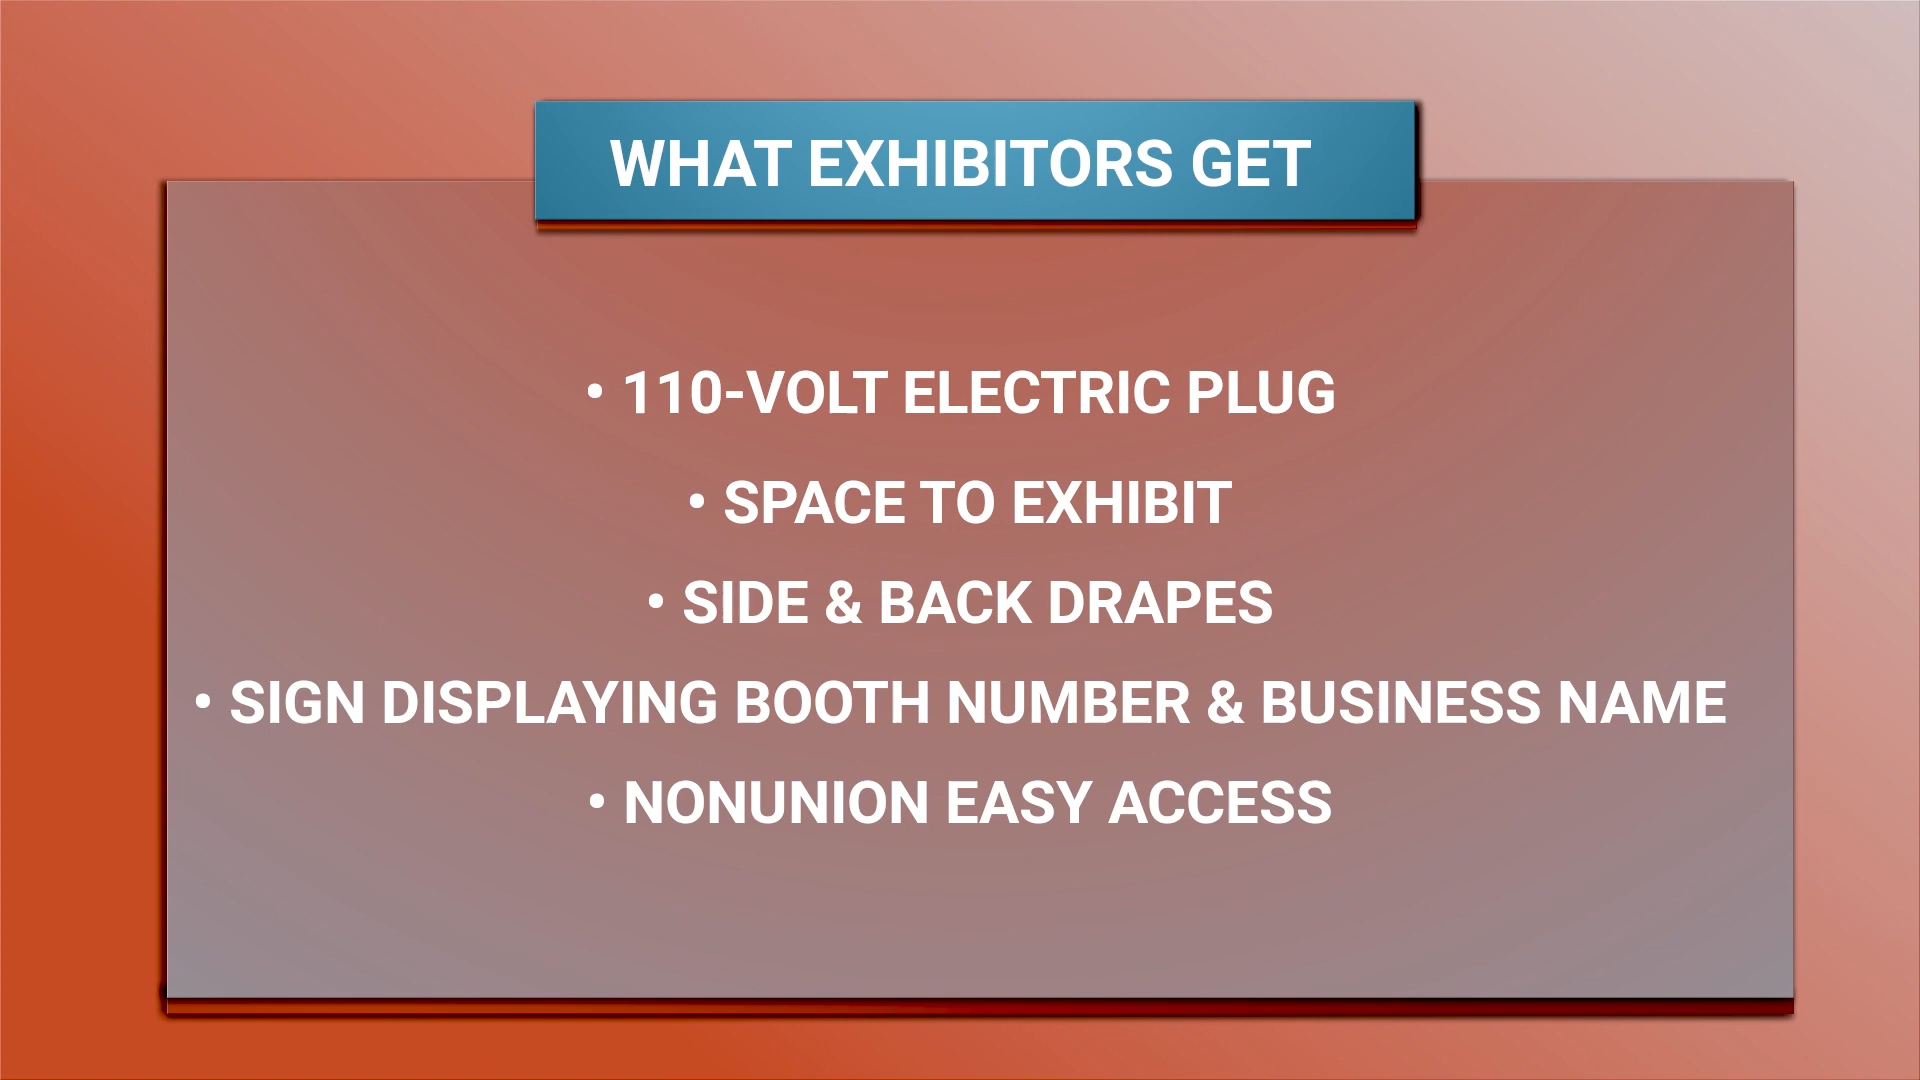 WHAT EXHIBITORS GET
• 110-VOLT ELECTRIC PLUG
• SPACE TO EXHIBIT
• SIDE & BACK DRAPES
• SIGN DISPLAYING BOOTH NUMBER & BUSINESS NAME
• NONUNION EASY ACCESS